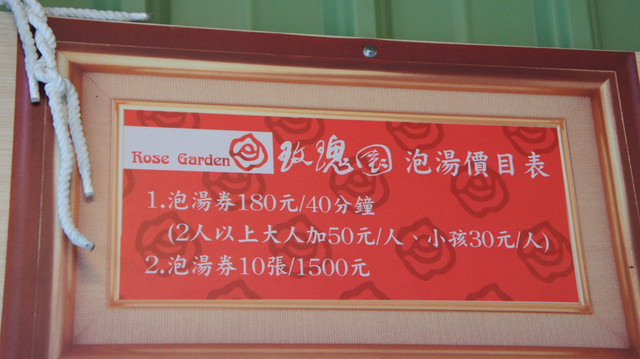 Rose Garden 玫瑰園 泡湯價目表
1.泡湯券180元/40分鐘
(2人以上大人加50元/人、小孩30元/人)
2.泡湯券10張/1500元